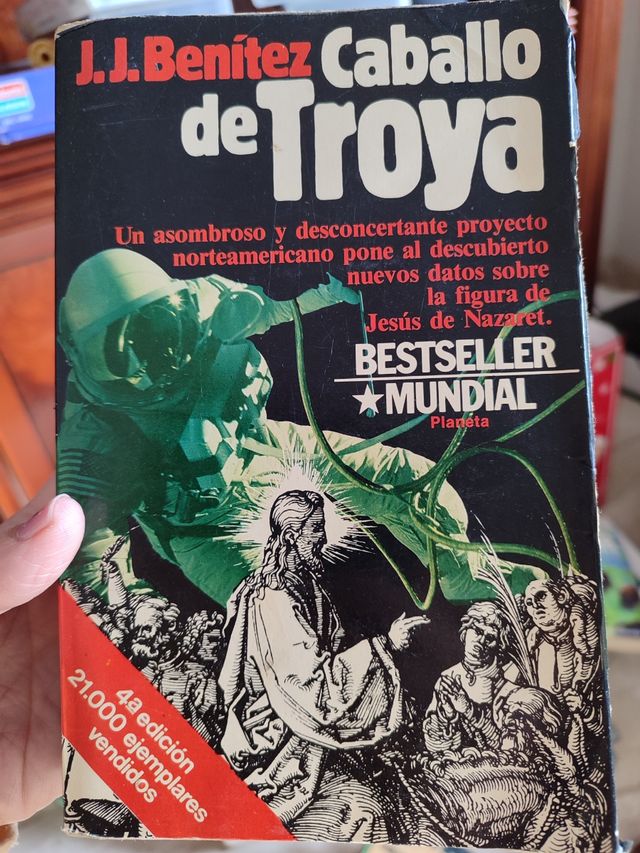 J.J. Benítez Caballo
de Troya
Un asombroso y desconcertante proyecto
norteamericano pone al descubierto
nuevos datos sobre
la figura de
Jesús de Nazaret.
BESTSELLER
MUNDIAL
Planeta
4a edición
21.000 ejemplares
vendidos